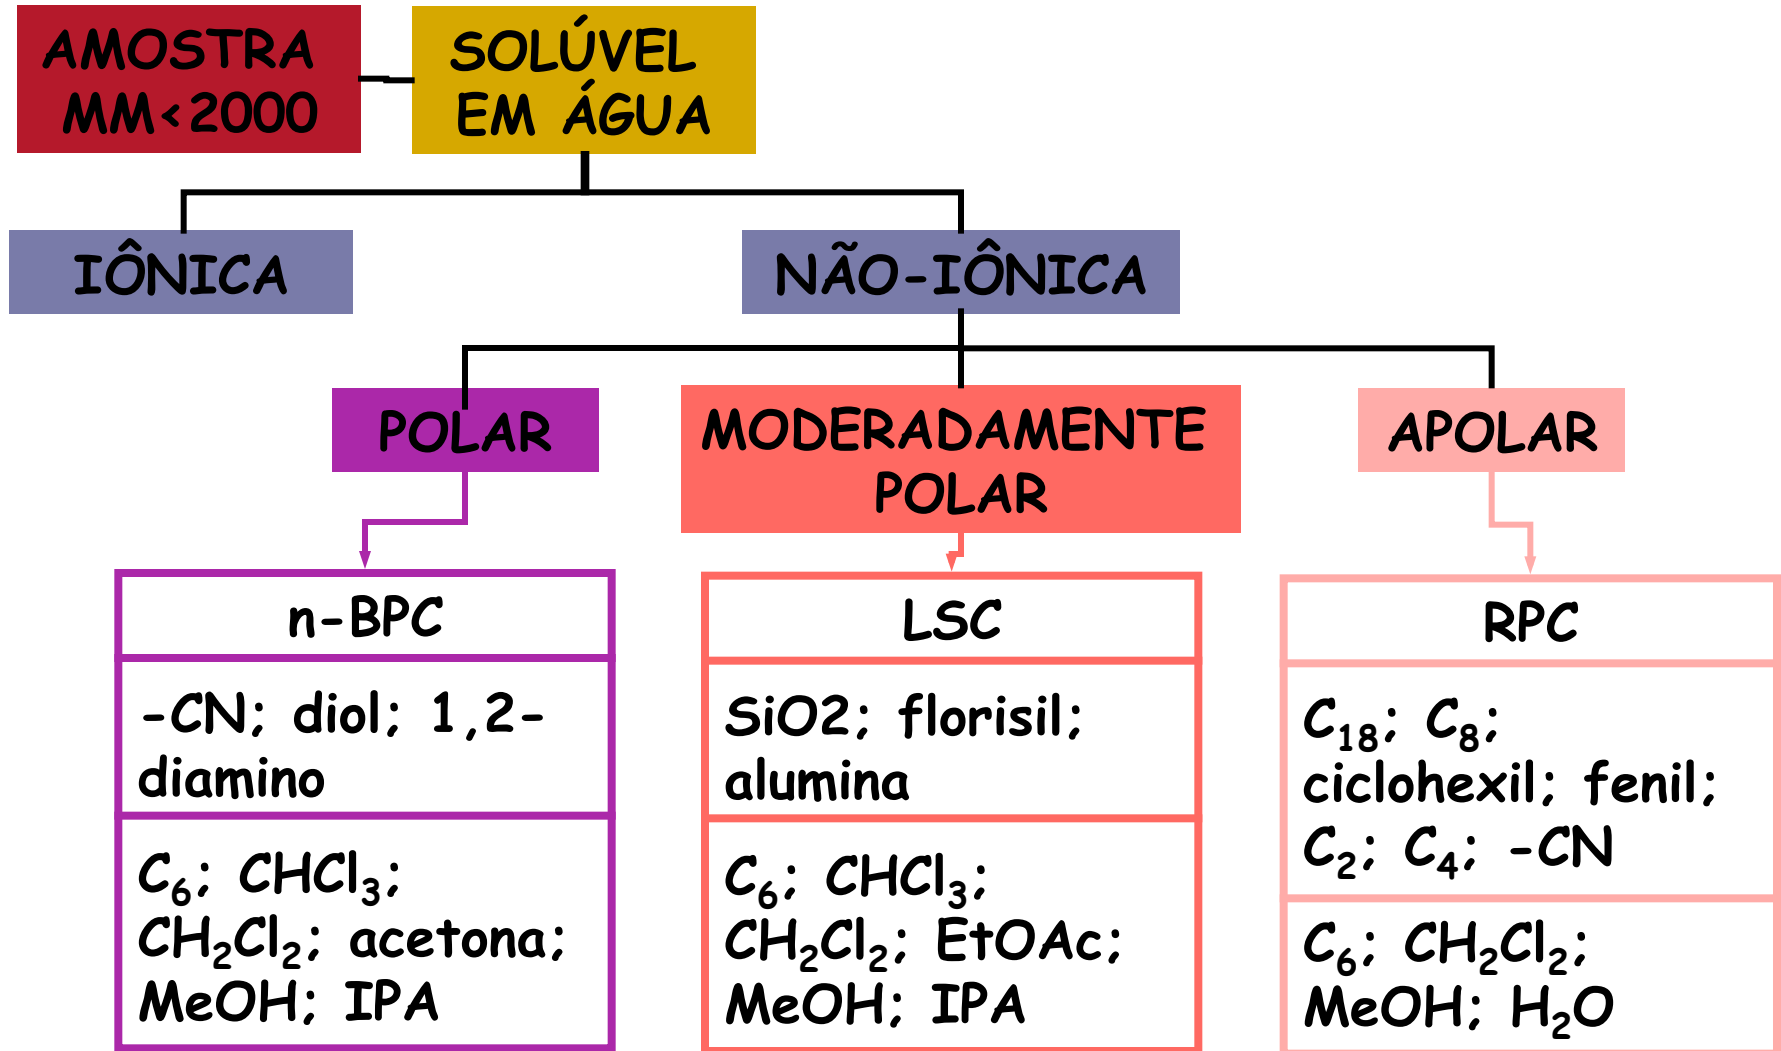 AMOSTRA
MM<2000
SOLÚVEL
EM ÁGUA
IÔNICA
NÃO-IÔNICA
POLAR
MODERADAMENTE
POLAR
APOLAR
n-BPC
-CN; diol; 1,2-
diamino
C₆; CHCl₃;
CH₂Cl₂; acetona;
MeOH; IPA
LSC
SiO2; florisil;
alumina
C₆; CHCl₃;
CH₂Cl₂; EtOAc;
MeOH; IPA
RPC
C₁₈; C₈;
ciclohexil; fenil;
C₂; C₄; -CN
C₆; CH₂Cl₂;
MeOH; H₂O